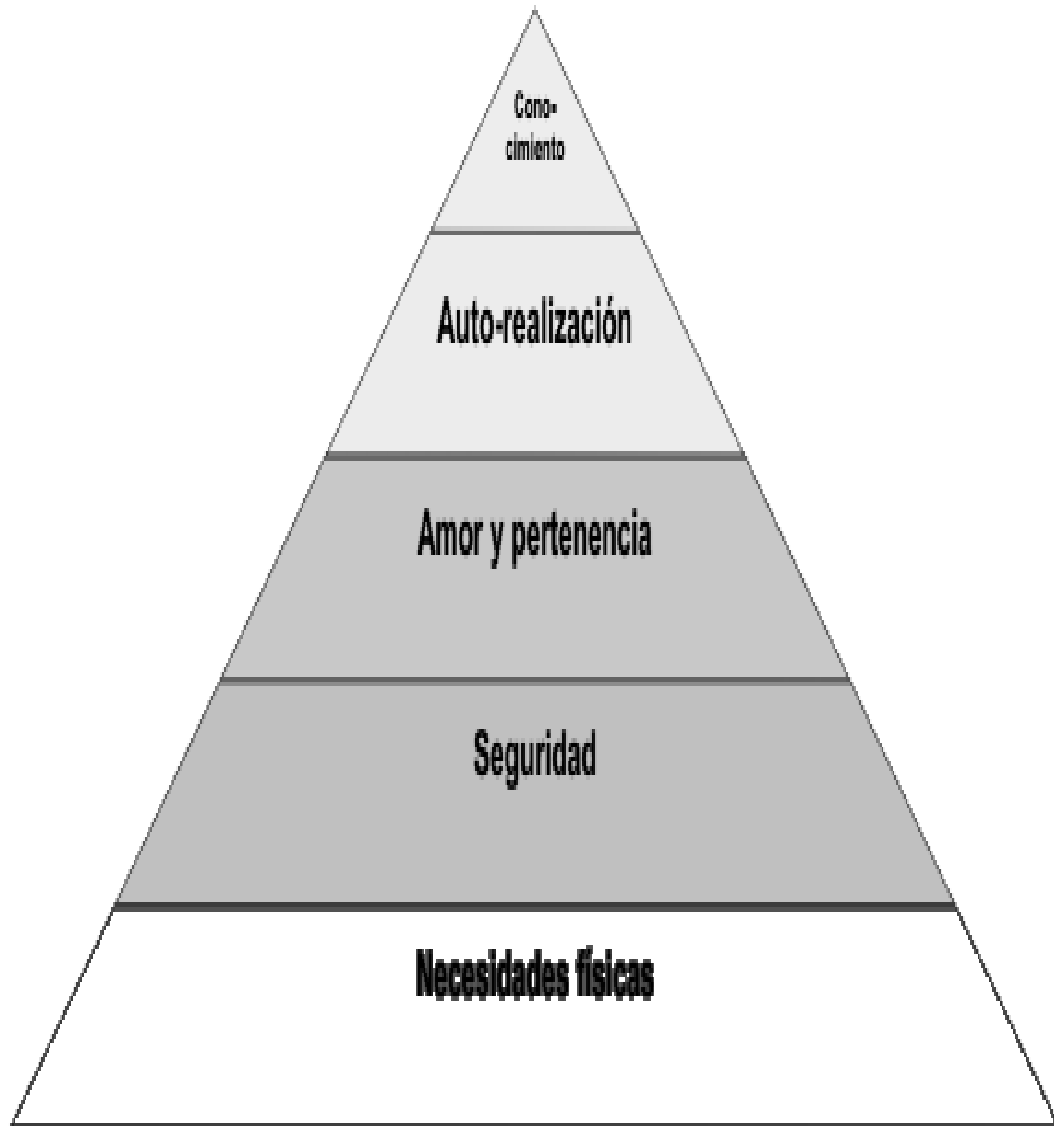 Cono-
cimiento
Auto-realización
Amor y pertenencia
Seguridad
Necesidades físicas